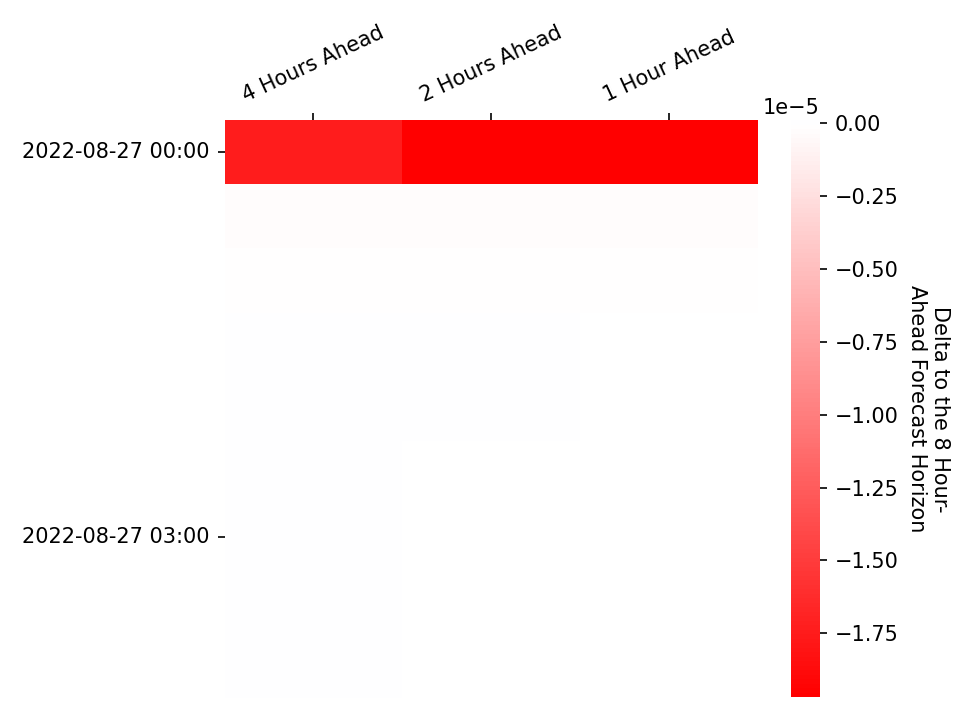 4 Hours Ahead
2 Hours Ahead
1 Hour Ahead
1e−5
2022-08-27 00:00
2022-08-27 03:00
0.00
−0.25
−0.50
−0.75
−1.00
−1.25
−1.50
−1.75
Delta to the 8 Hour-
Ahead Forecast Horizon